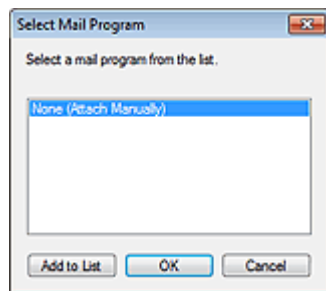 Select Mail Program
Select a mail program from the list.
None (Attach Manually)
Add to List OK Cancel